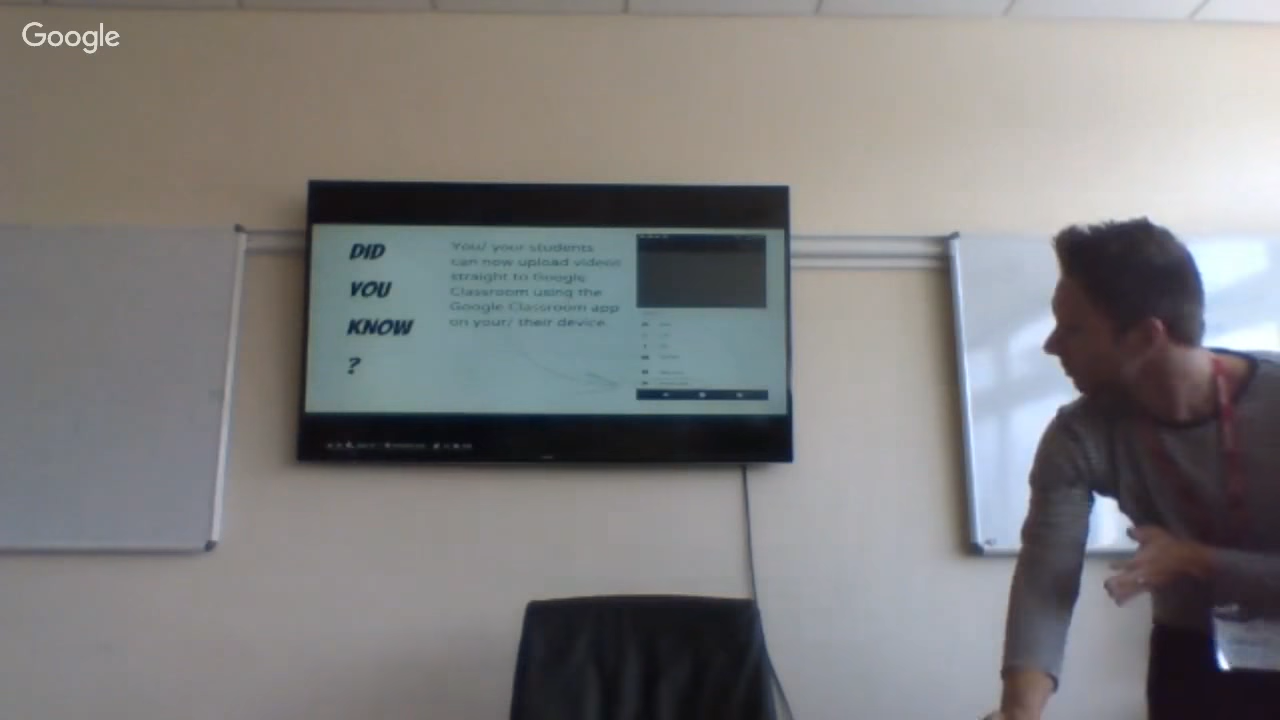 Google
DID
YOU
KNOW
?
You/ your students
can now upload videos
straight to Google
Classroom using the
Google Classroom app
on your/ their device.